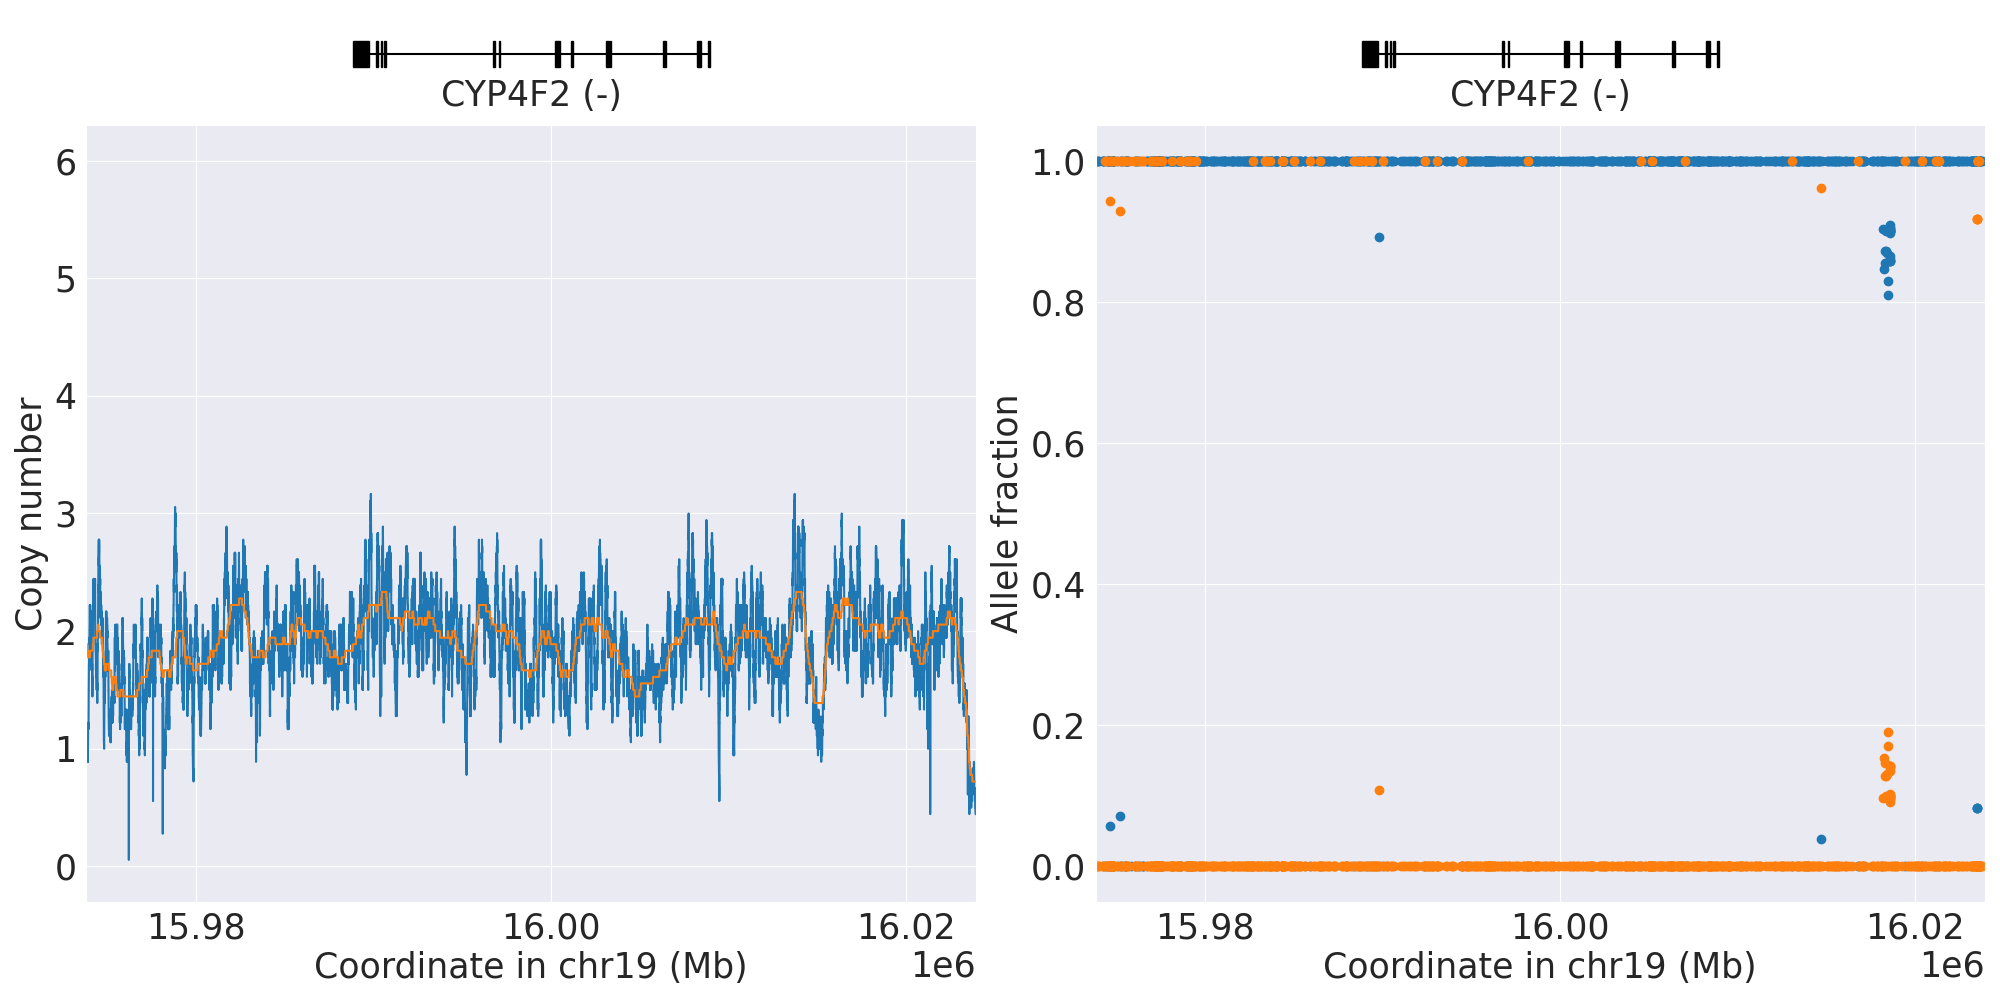 CYP4F2 (-)
6
5
4
3
2
1
0
Copy number
15.98
16.00
16.02
Coordinate in chr19 (Mb)
1e6
CYP4F2 (-)
1.0
0.8
0.6
0.4
0.2
0.0
Allele fraction
15.98
16.00
16.02
Coordinate in chr19 (Mb)
1e6